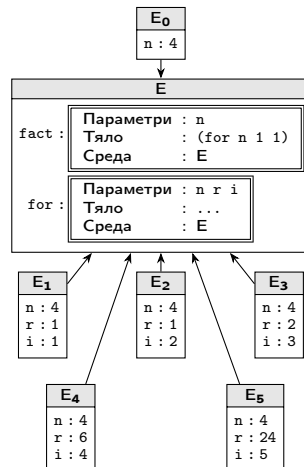 E₀
n : 4
E
fact :
Параметри : n
Тяло : (for n 1 1)
Среда : E
for :
Параметри : n r i
Тяло : ...
Среда : E
E₁
n : 4
r : 1
i : 1
E₂
n : 4
r : 1
i : 2
E₃
n : 4
r : 2
i : 3
E₄
n : 4
r : 6
i : 4
E₅
n : 4
r : 24
i : 5